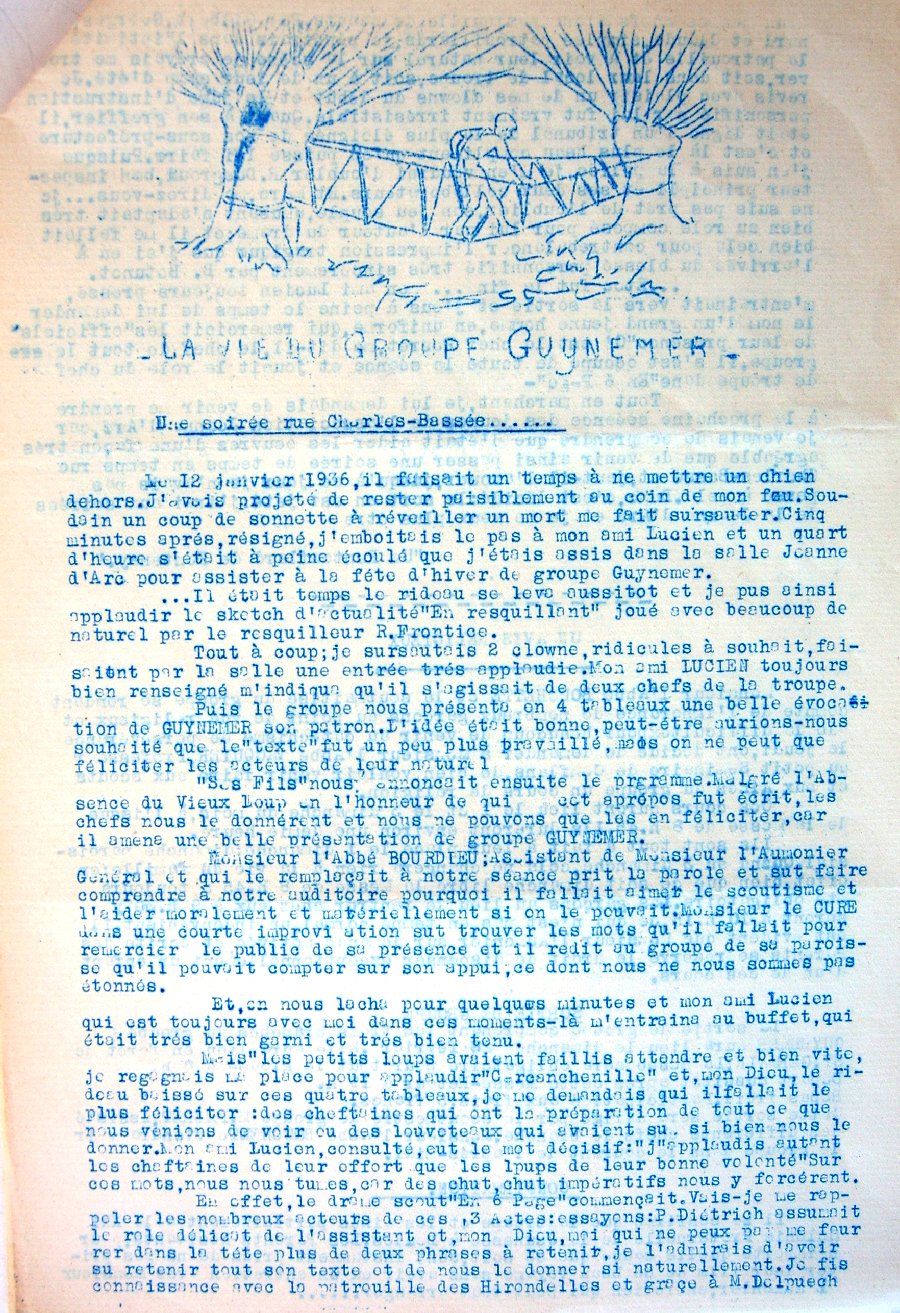 - LA VIE DU GROUPE GUYNEMER -
Une soirée rue Charles-Bassée......
Le 12 janvier 1936,il faisait un temps à ne mettre un chien
dehors.J'avais projeté de rester paisiblement au coin de mon feu.Sou-
dain un coup de sonnette à réveiller un mort me fait sursauter.Cinq
minutes aprés,résigné,j'emboitais le pas à mon ami Lucien et un quart
d'heure s'était à peine écoulé que j'étais assis dans la salle Jeanne
d'Arc pour assister à la féte d'hiver de groupe Guynemer.
...Il était temps le rideau se leva aussitot et je pus ainsi
applaudir le sketch d'actualité"En resquillant" joué avec beaucoup de
naturel par le resquilleur R.Frontice.
Tout à coup;je sursautais 2 clowns,ridicules à souhait,fai-
saient par la salle une entrée trés applaudie.Mon ami LUCIEN toujours
bien renseigné m'indiqua qu'il s'agissait de deux chefs de la troupe.
Puis le groupe nous présenta en 4 tableaux une belle évoca
tion de GUYNEMER son patron.L'idée était bonne,peut-étre aurions-nous
souhaité que le"texte"fut un peu plus travaillé,maos on ne peut que
féliciter les acteurs de leur naturel
"Ses Fils"nous annoncait ensuite le prgramme.Malgré l'Ab-
sence du Vieux Loup en l'honneur de qui est apropos fut écrit,les
chefs nous le donnérent et nous ne pouvons que les en féliciter,car
il amena une belle présentation de groupe GUYNEMER.
Monsieur l'Abbé BOURDIEU;Assistant de Monsieur l'Aumonier
Général et qui le remplaçait à notre séance prit la parole et sut faire
comprendre à notre auditoire pourquoi il fallait aimer le scoutisme et
l'aider moralement et matériellement si on le pouvait.Monsieur le CURE
dans une courte improvi ation sut trouver les mots qu'il fallait pour
remercier le public de sa présence et il redit au groupe de sa parois-
se qu'il pouvait compter sur son appui,ce dont nous ne nous sommes pas
étonnés.
Et,on nous lacha pour quelques minutes et mon ami Lucien
qui est toujours avec moi dans ces moments-là m'entraina au buffet,qui
était trés bien garni et trés bien tenu.
Mais"les petits loups avaient faillis attendre et bien vite,
je regagnais ma place pour applaudir"Carcanchenille" et,mon Dieu,le ri-
deau baissé sur ces quatre tableaux,je me demandais qui ilfallait le
plus féliciter :des cheftaines qui ont la préparation de tout ce que
nous vénions de voir ou des louveteaux qui avaient su si bien nous le
donner.Mon ami Lucien,consulté,eut le mot décisif:"j"applaudis autant
les cheftaines de leur effort que les lpups de leur bonne volonté"Sur
ces mots,nous nous tumes,car des chut,chut impératifs nous y forcérent.
En effet,le drame scout"En 6 Page"commençait.Vais-je me rap-
peler les nombreux acteurs de ces ,3 Actes:essayons:P.Diétrich assumait
le role délicat de l'assistant et,mon Dieu,moi qui ne peux pas me four
rer dans la téte plus de deux phrases à retenir,je l'admirais d'avoir
su retenir tout son texte et de nous le donner si naturellement.Je fis
connaissance avec la patrouille des Hirondelles et grace à M.Delpuech